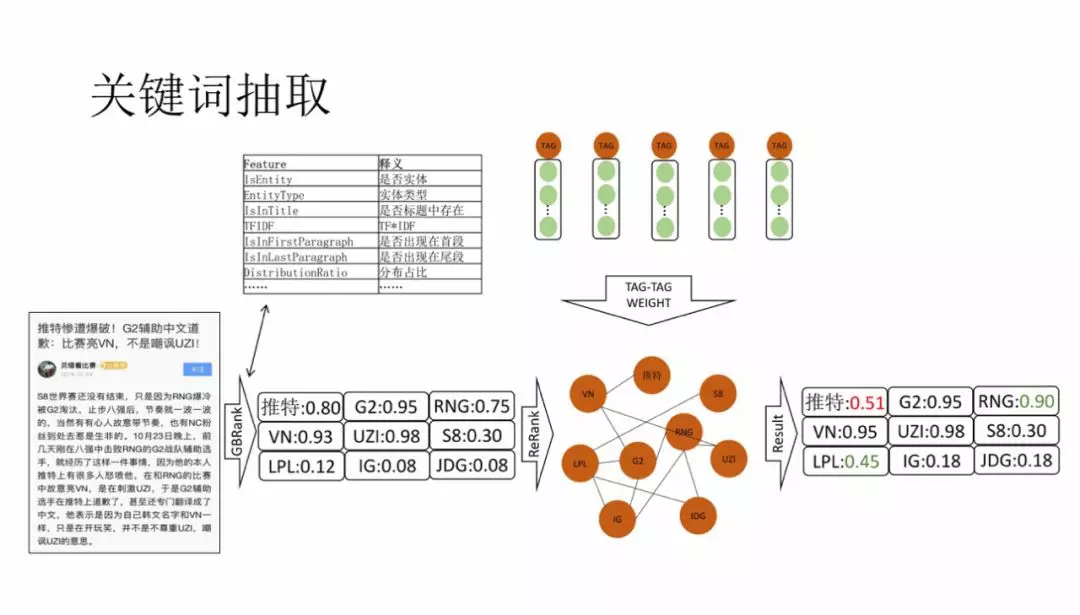 关键词抽取
Feature 释义
IsEntity 是否实体
EntityType 实体类型
IsInTitle 是否标题中存在
TFIDF TF*IDF
IsInFirstParagraph 是否出现在首段
IsInLastParagraph 是否出现在尾段
DistributionRatio 分布占比
…… ……
TAG TAG TAG TAG TAG
TAG-TAG
WEIGHT
推特惨遭爆破！G2辅助中文道
歉：比赛亮VN，不是嘲讽UZI！
贝塔看比赛
关注
S8世界赛还没有结束，只是因为RNG爆冷
被G2淘汰，止步八强后，节奏就一波一波
的，当然有有心人故意带节奏，也有NC粉
丝到处去惹是生非的，10月23日晚上，前
几天刚在八强中击败RNG的G2战队辅助选
手，就经历了这样一件事情，因为他的本人
推特上有很多人怒喷他，在和RNG的比赛
中故意亮VN，是在刺激UZI，于是G2辅助
选手在推特上道歉了，甚至还专门翻译成了
中文，他表示是因为自己韩文名字和VN一
样，只是在开玩笑，并不是不尊重UZI，嘲
讽UZI的意思。
GBRank
推特:0.80 G2:0.95 RNG:0.75
VN:0.93 UZI:0.98 S8:0.30
LPL:0.12 IG:0.08 JDG:0.08
ReRank
推特
VN
S8
RNG
LPL
G2
UZI
IG
JDG
Result
推特:0.51 G2:0.95 RNG:0.90
VN:0.95 UZI:0.98 S8:0.30
LPL:0.45 IG:0.18 JDG:0.18